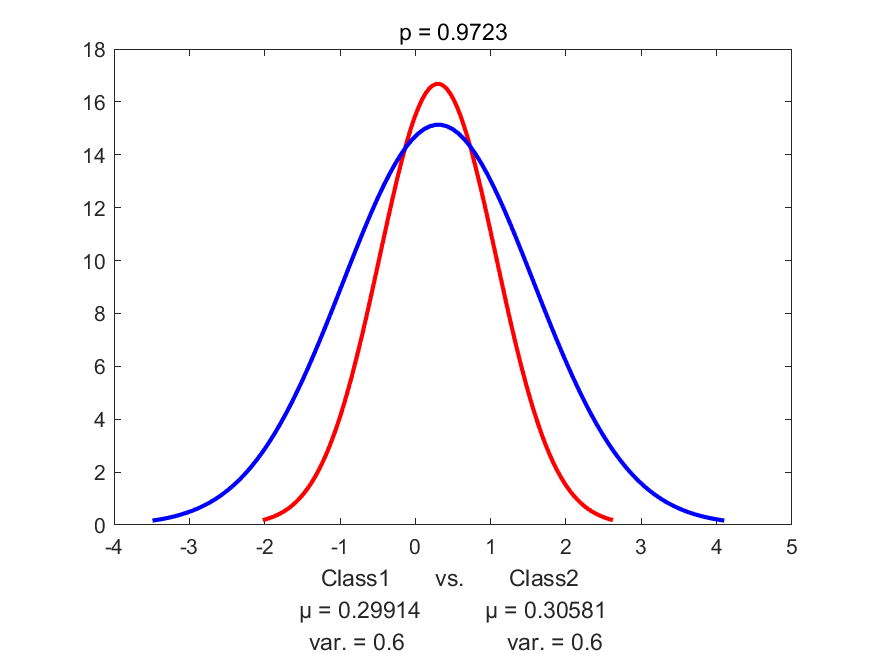 p = 0.9723
18
16
14
12
10
8
6
4
2
0
-4 -3 -2 -1 0 1 2 3 4 5
Class1 vs. Class2
μ = 0.29914 μ = 0.30581
var. = 0.6 var. = 0.6